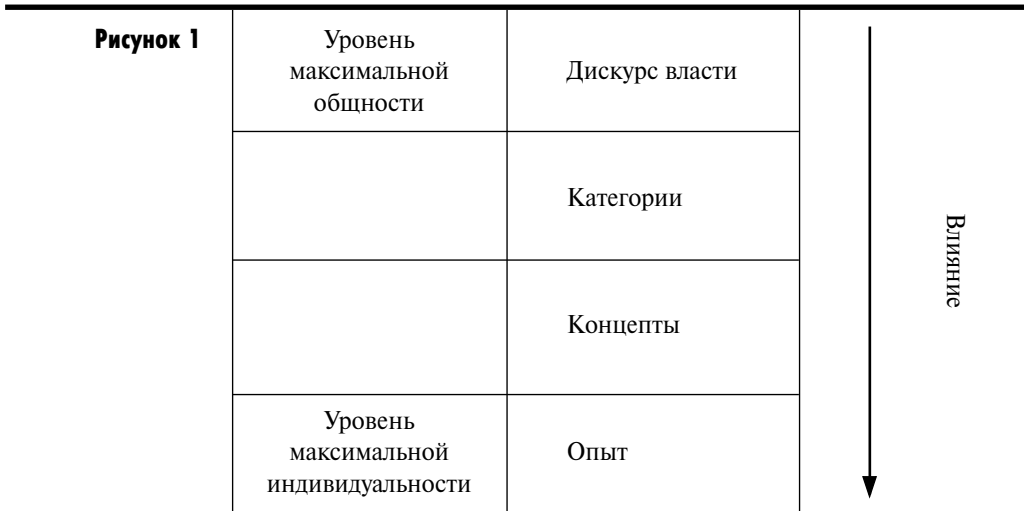 Рисунок 1
Уровень
максимальной
общности
Дискурс власти
Категории
Концепты
Уровень
максимальной
индивидуальности
Опыт
Влияние